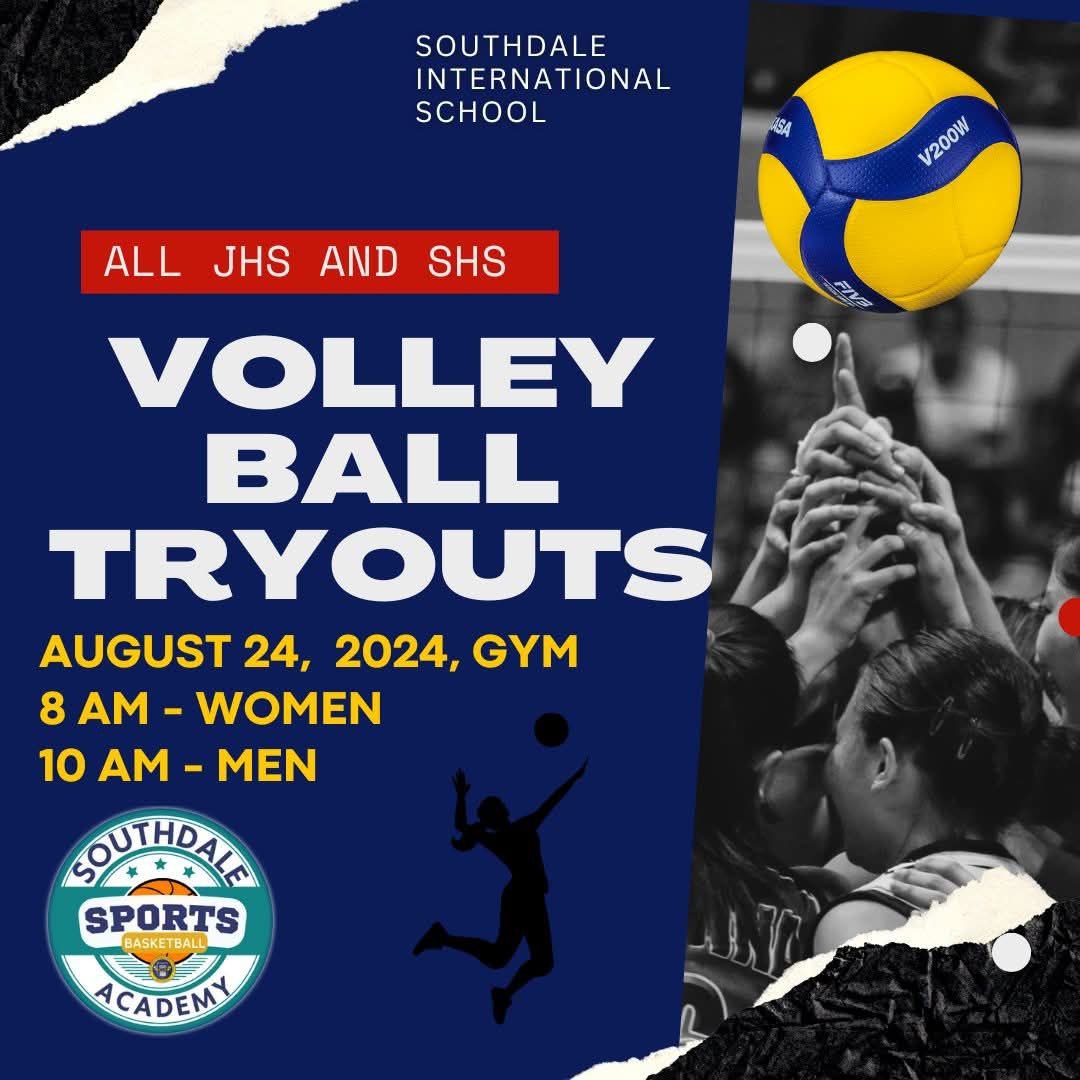 SOUTHDALE
INTERNATIONAL
SCHOOL
ALL JHS AND SHS
VOLLEY
BALL
TRYOUTS
AUGUST 24, 2024, GYM
8 AM - WOMEN
10 AM - MEN
V200W
SOUTHDALE
SPORTS
BASKETBALL
ACADEMY